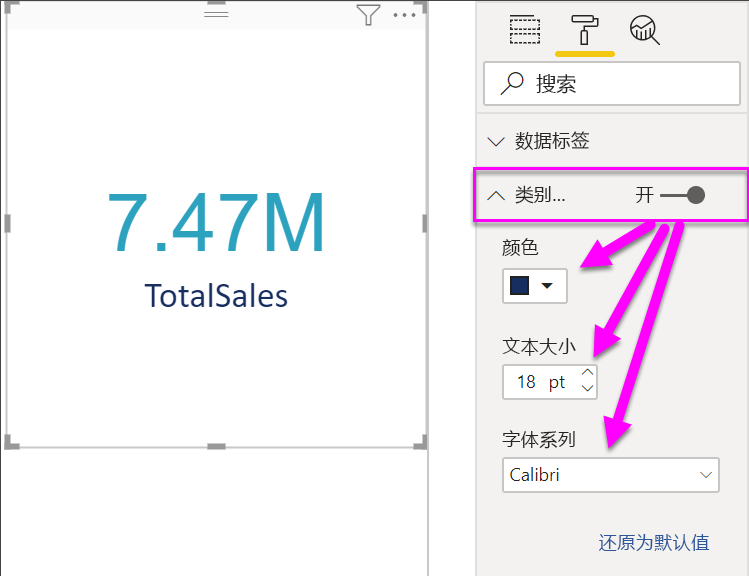 7.47M
TotalSales
搜索
数据标签
类别... 开
颜色
文本大小
18 pt
字体系列
Calibri
还原为默认值